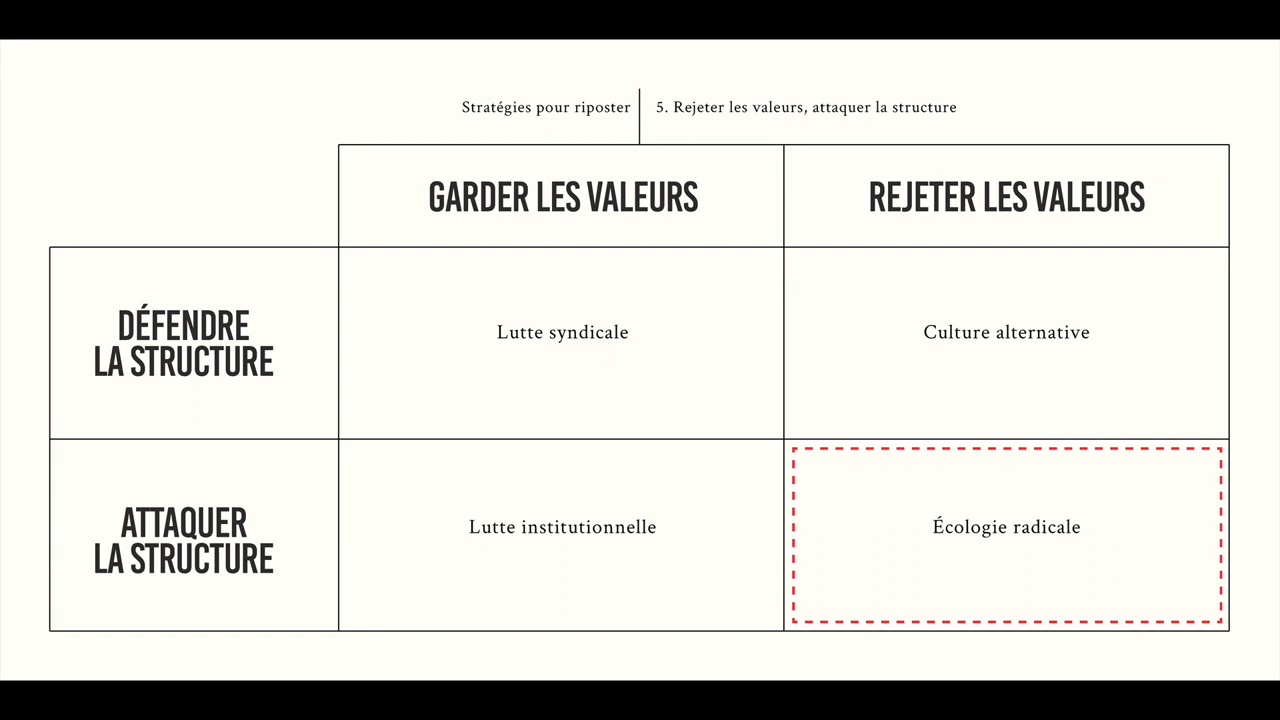 Stratégies pour riposter
5. Rejeter les valeurs, attaquer la structure
GARDER LES VALEURS
REJETER LES VALEURS
DÉFENDRE
LA STRUCTURE
Lutte syndicale
Culture alternative
ATTAQUER
LA STRUCTURE
Lutte institutionnelle
Écologie radicale